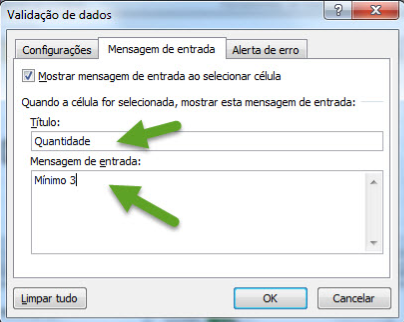 Validação de dados
Configurações
Mensagem de entrada
Alerta de erro
Mostrar mensagem de entrada ao selecionar célula
Quando a célula for selecionada, mostrar esta mensagem de entrada:
Título:
Quantidade
Mensagem de entrada:
Mínimo 3
Limpar tudo
OK
Cancelar